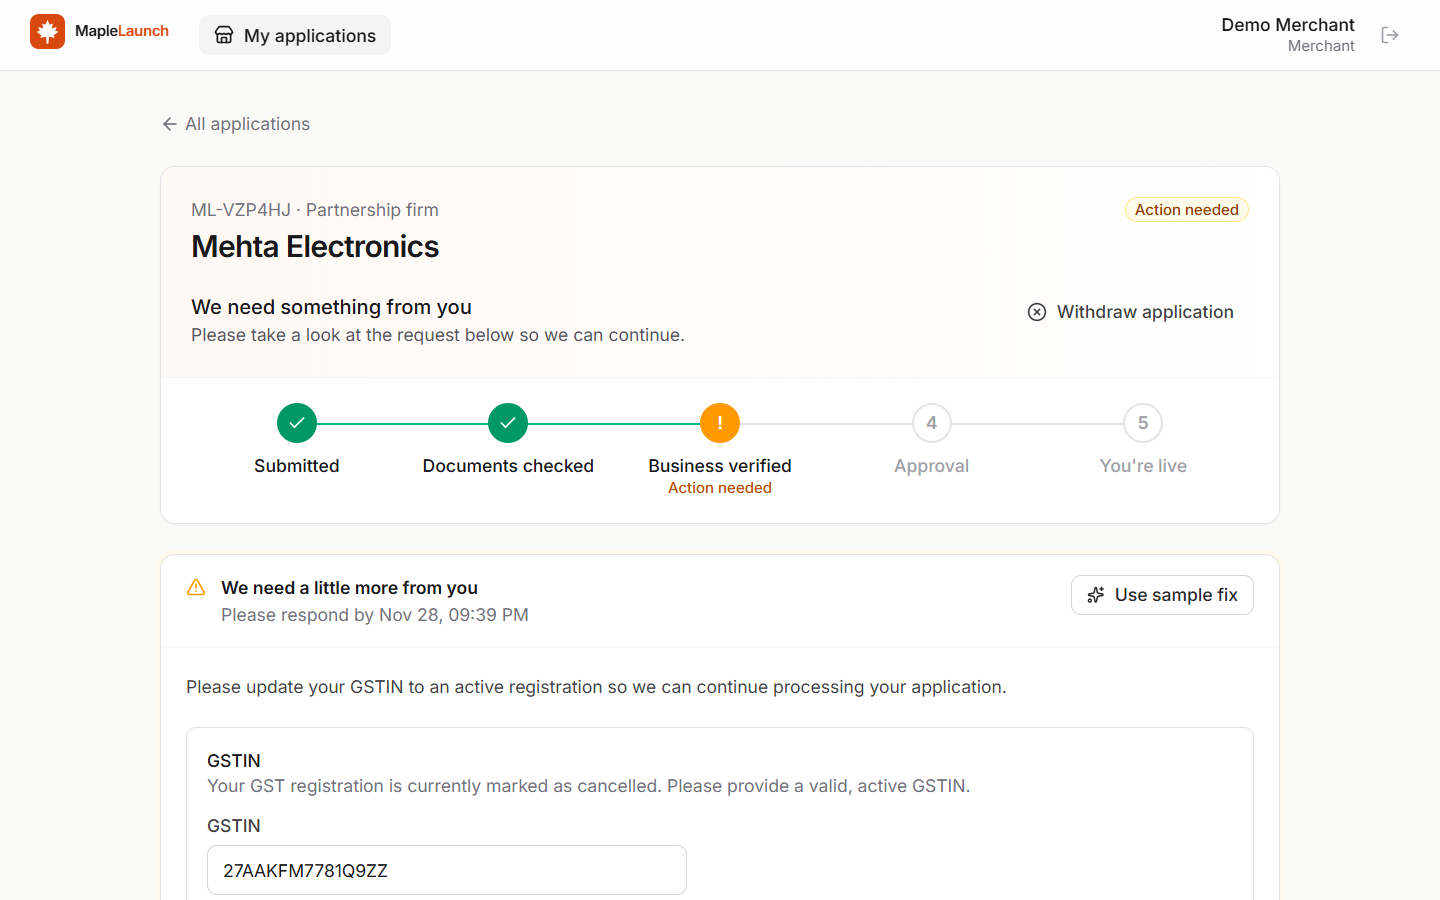 MapleLaunch
My applications
Demo Merchant
Merchant
All applications
ML-VZP4HJ · Partnership firm
Action needed
Mehta Electronics
We need something from you
Please take a look at the request below so we can continue.
Withdraw application
!
4
5
Submitted
Documents checked
Business verified
Approval
You're live
Action needed
We need a little more from you
Please respond by Nov 28, 09:39 PM
Use sample fix
Please update your GSTIN to an active registration so we can continue processing your application.
GSTIN
Your GST registration is currently marked as cancelled. Please provide a valid, active GSTIN.
GSTIN
27AAKFM7781Q9ZZ